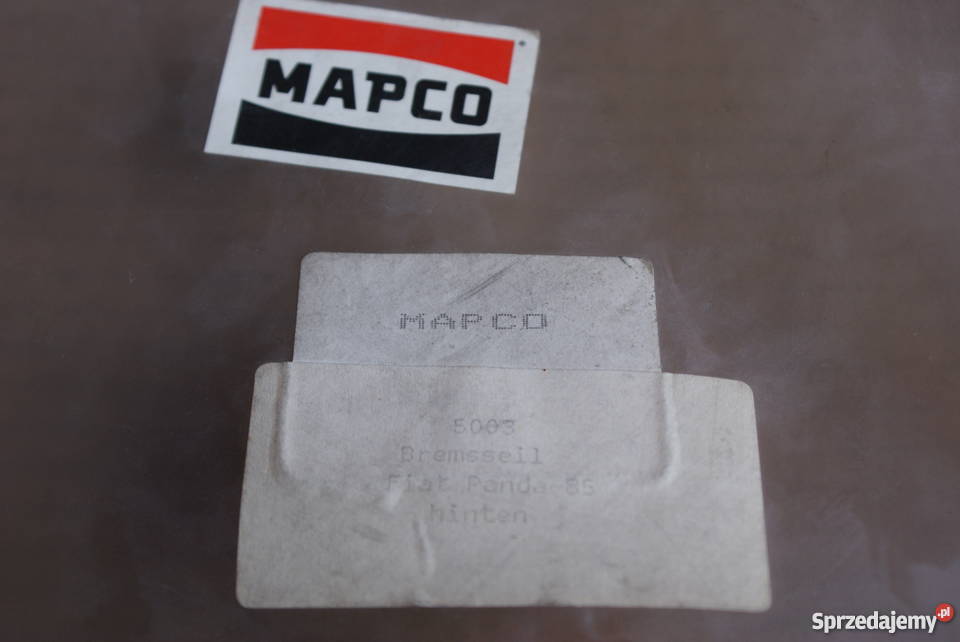 MAPCO
MAPCO
5003
Bremsseil
Fiat Panda-85
hinten
Sprzedajemy.pl